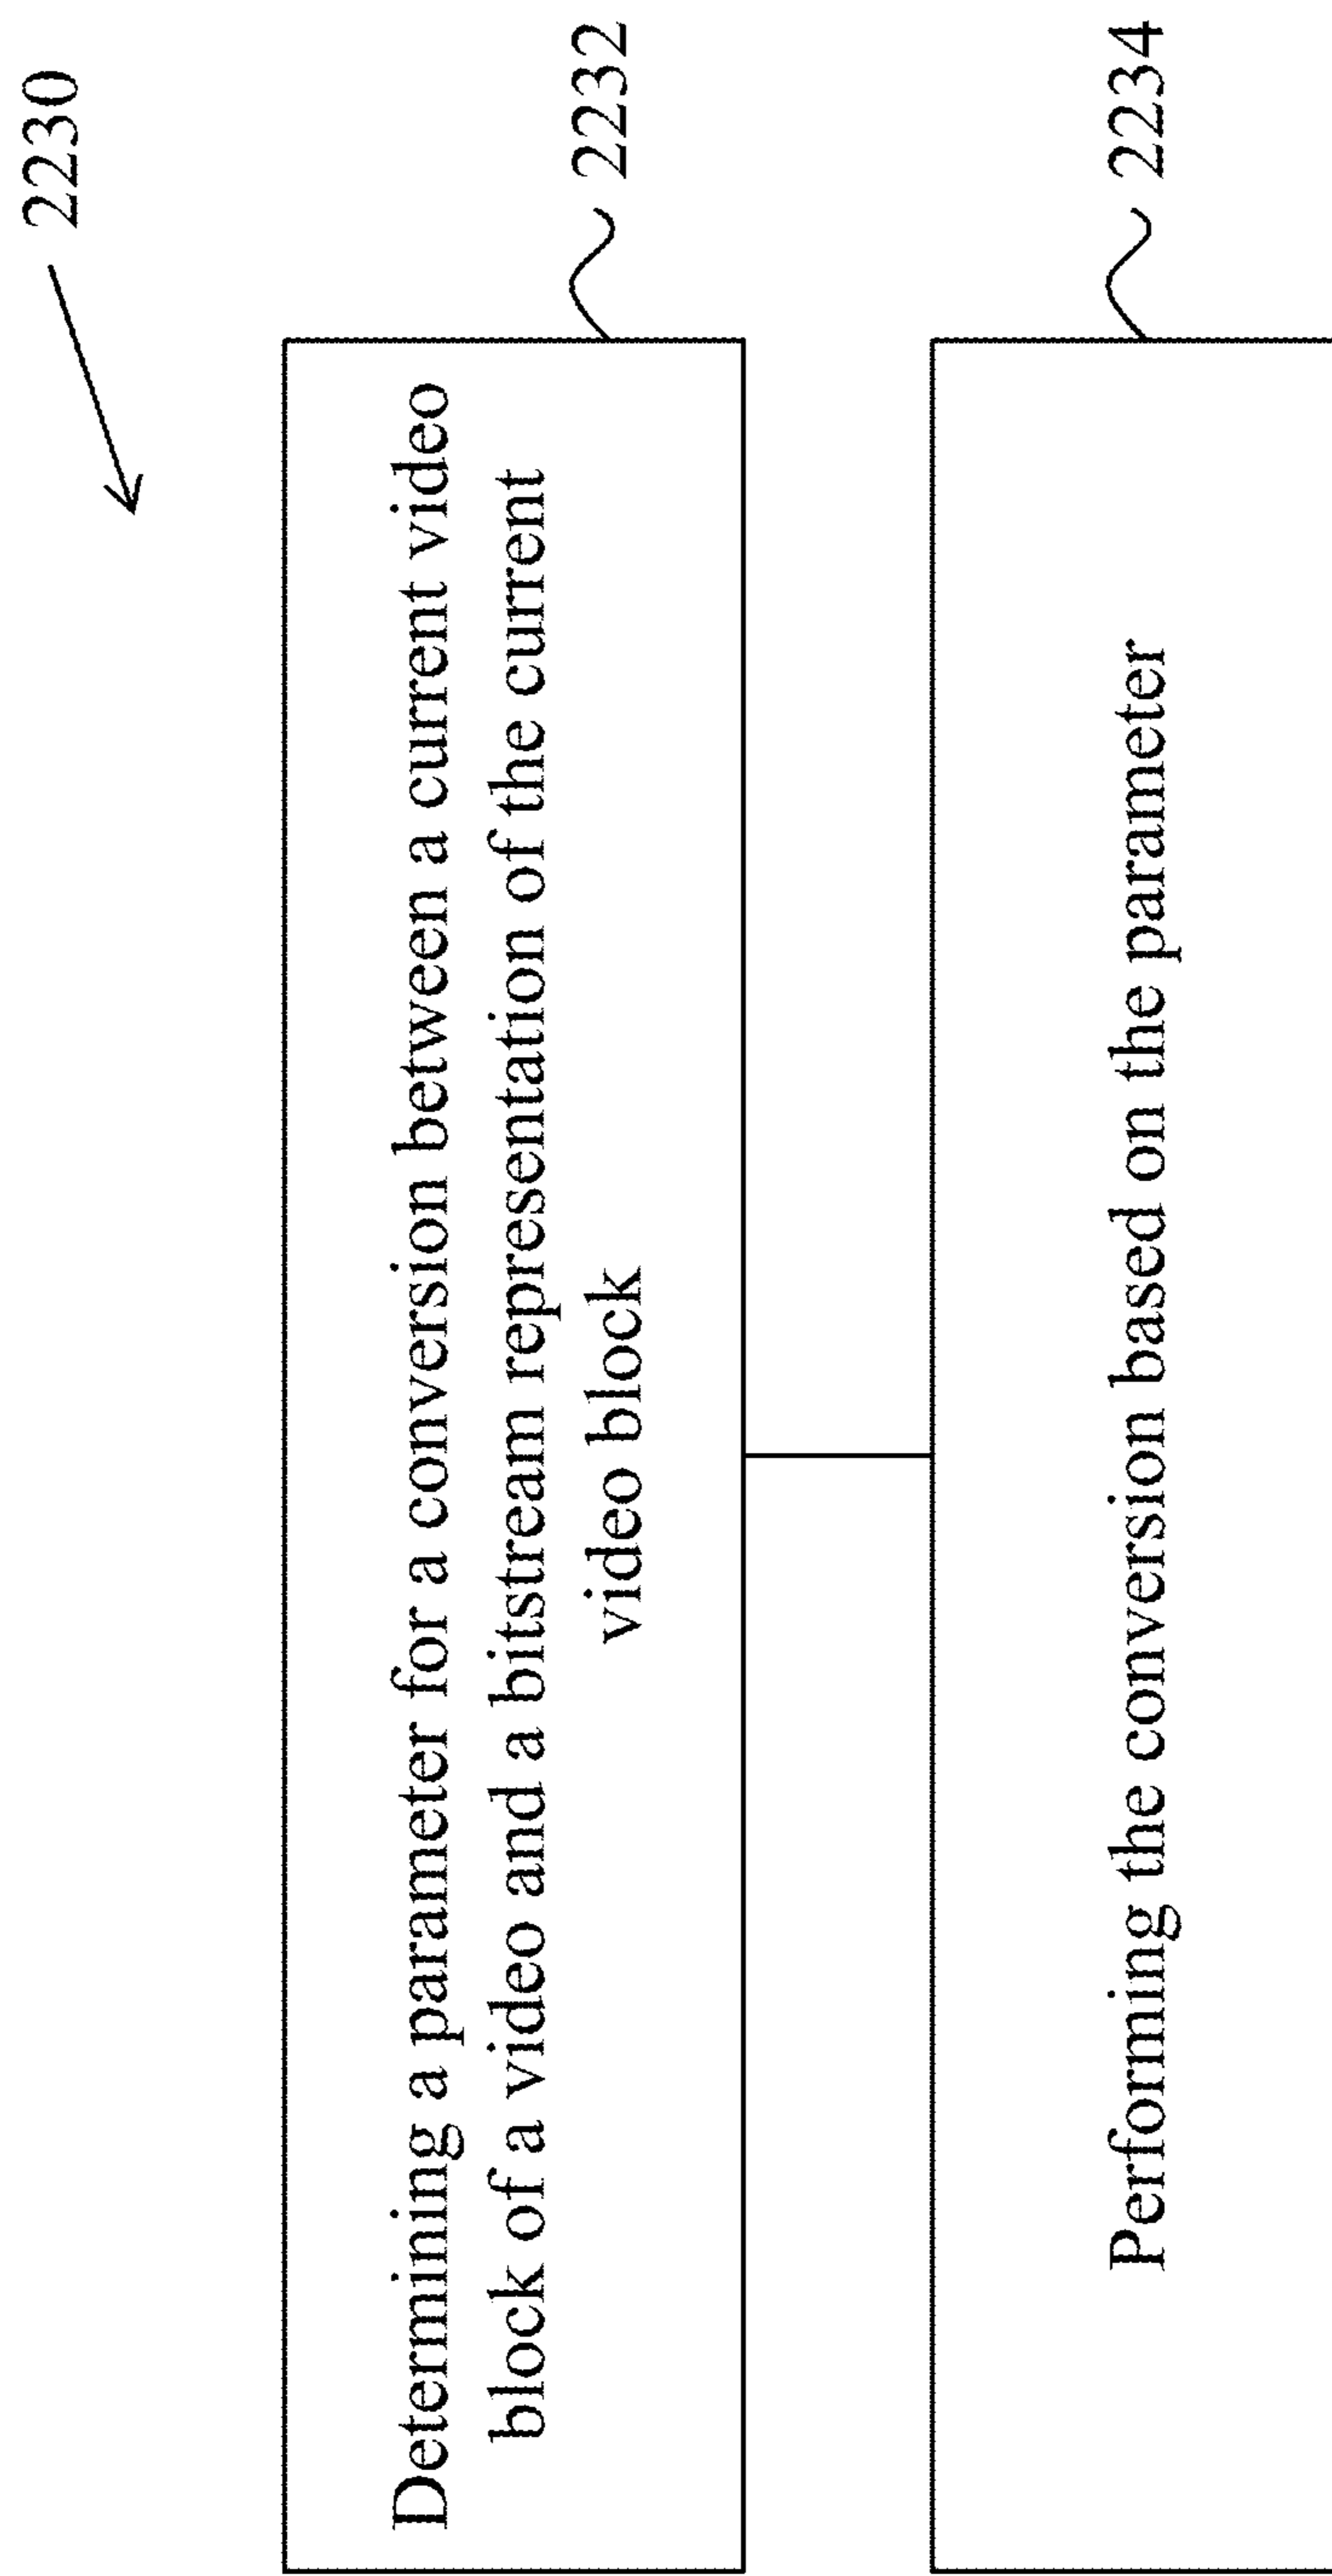 2230
Determining a parameter for a conversion between a current video
block of a video and a bitstream representation of the current
video block
2232
Performing the conversion based on the parameter
2234